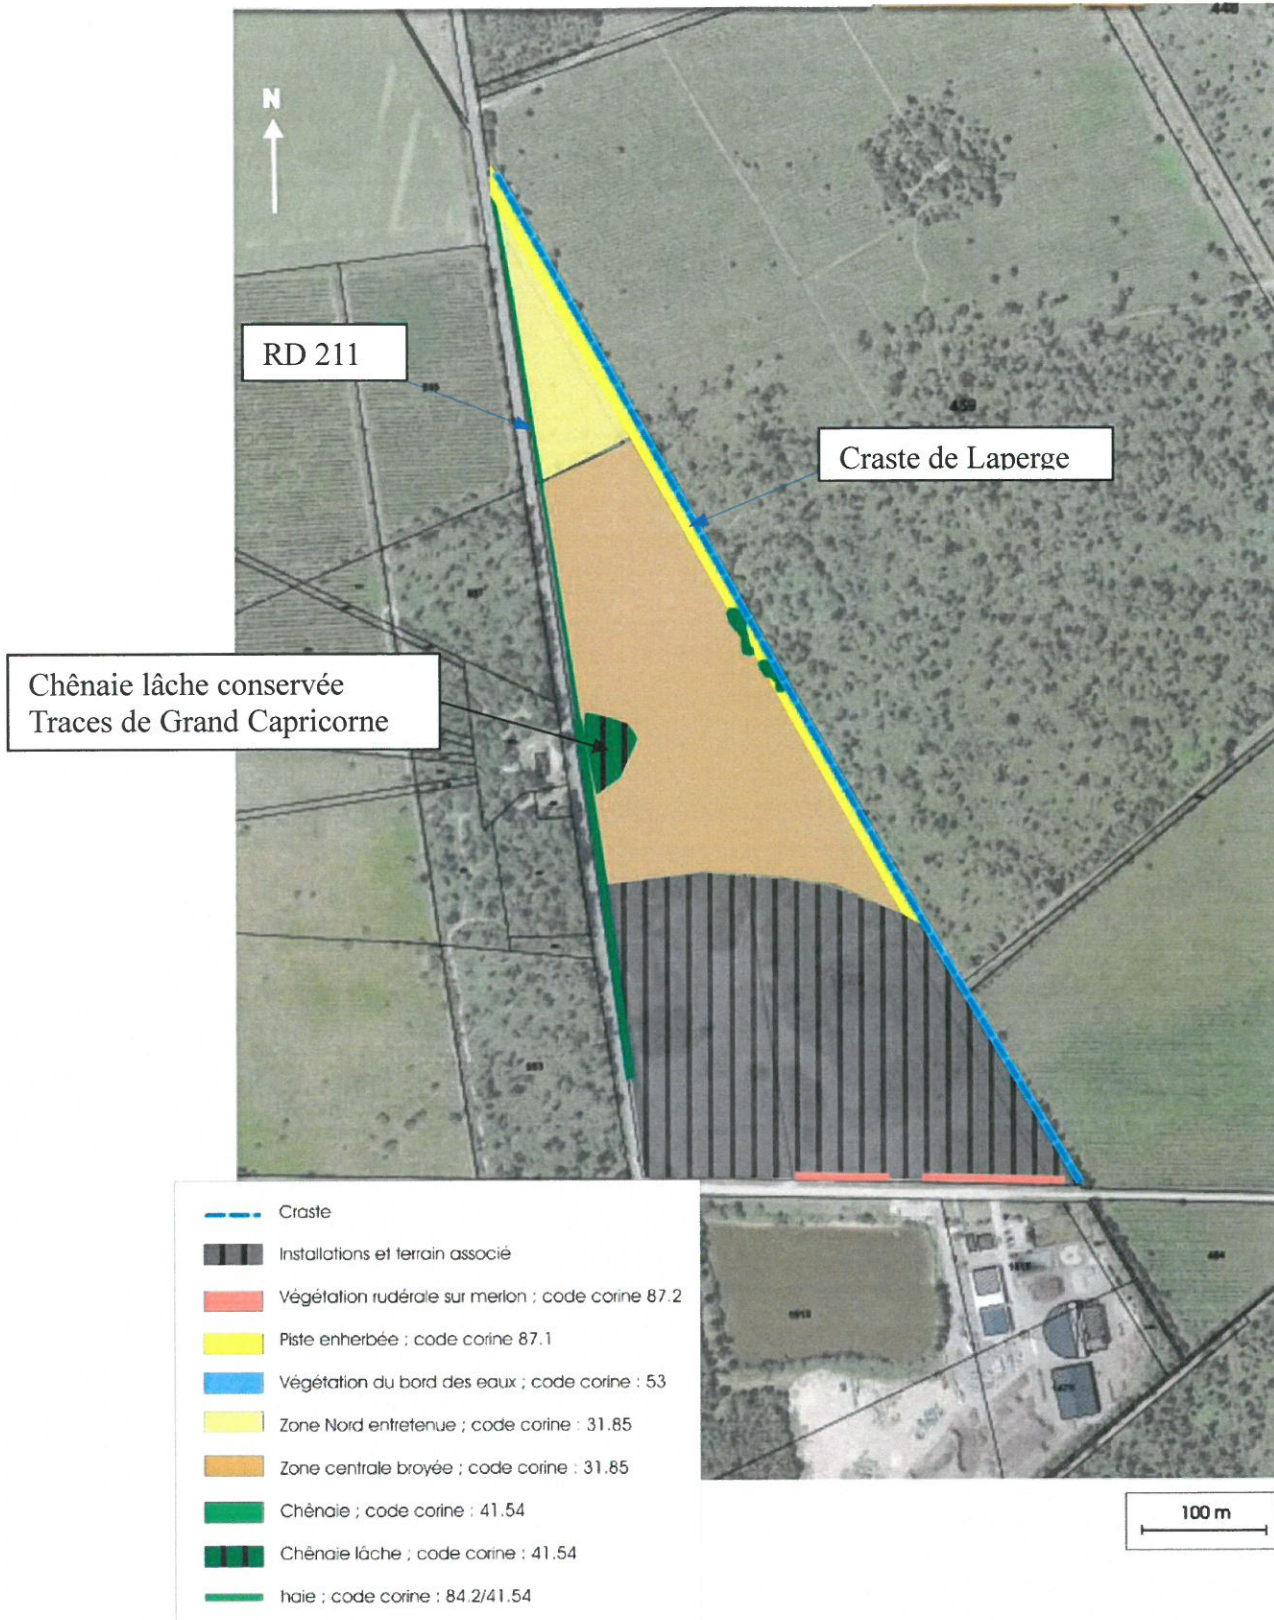 448
N
RD 211
459
Craste de Laperge
Chênaie lâche conservée
Traces de Grand Capricorne
553
Craste
Installations et terrain associé
Végétation rudérale sur merlon ; code corine 87.2
Piste enherbée ; code corine 87.1
Végétation du bord des eaux ; code corine : 53
Zone Nord entretenue ; code corine : 31.85
Zone centrale broyée ; code corine : 31.85
Chênaie ; code corine : 41.54
Chênaie lâche ; code corine : 41.54
haie ; code corine : 84.2/41.54
100 m